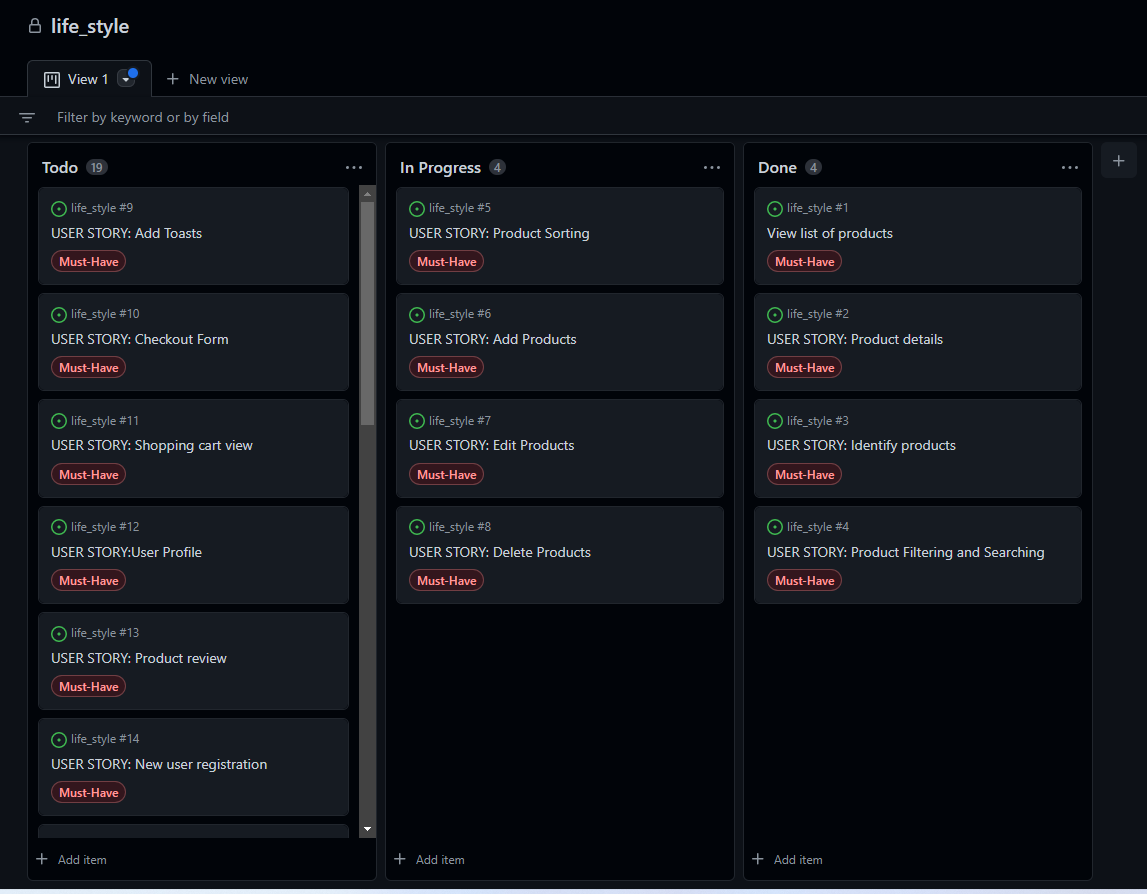 life_style
View 1
New view
Filter by keyword or by field
Todo 19
life_style #9
USER STORY: Add Toasts
Must-Have
life_style #10
USER STORY: Checkout Form
Must-Have
life_style #11
USER STORY: Shopping cart view
Must-Have
life_style #12
USER STORY:User Profile
Must-Have
life_style #13
USER STORY: Product review
Must-Have
life_style #14
USER STORY: New user registration
Must-Have
Add item
In Progress 4
life_style #5
USER STORY: Product Sorting
Must-Have
life_style #6
USER STORY: Add Products
Must-Have
life_style #7
USER STORY: Edit Products
Must-Have
life_style #8
USER STORY: Delete Products
Must-Have
Add item
Done 4
life_style #1
View list of products
Must-Have
life_style #2
USER STORY: Product details
Must-Have
life_style #3
USER STORY: Identify products
Must-Have
life_style #4
USER STORY: Product Filtering and Searching
Must-Have
Add item